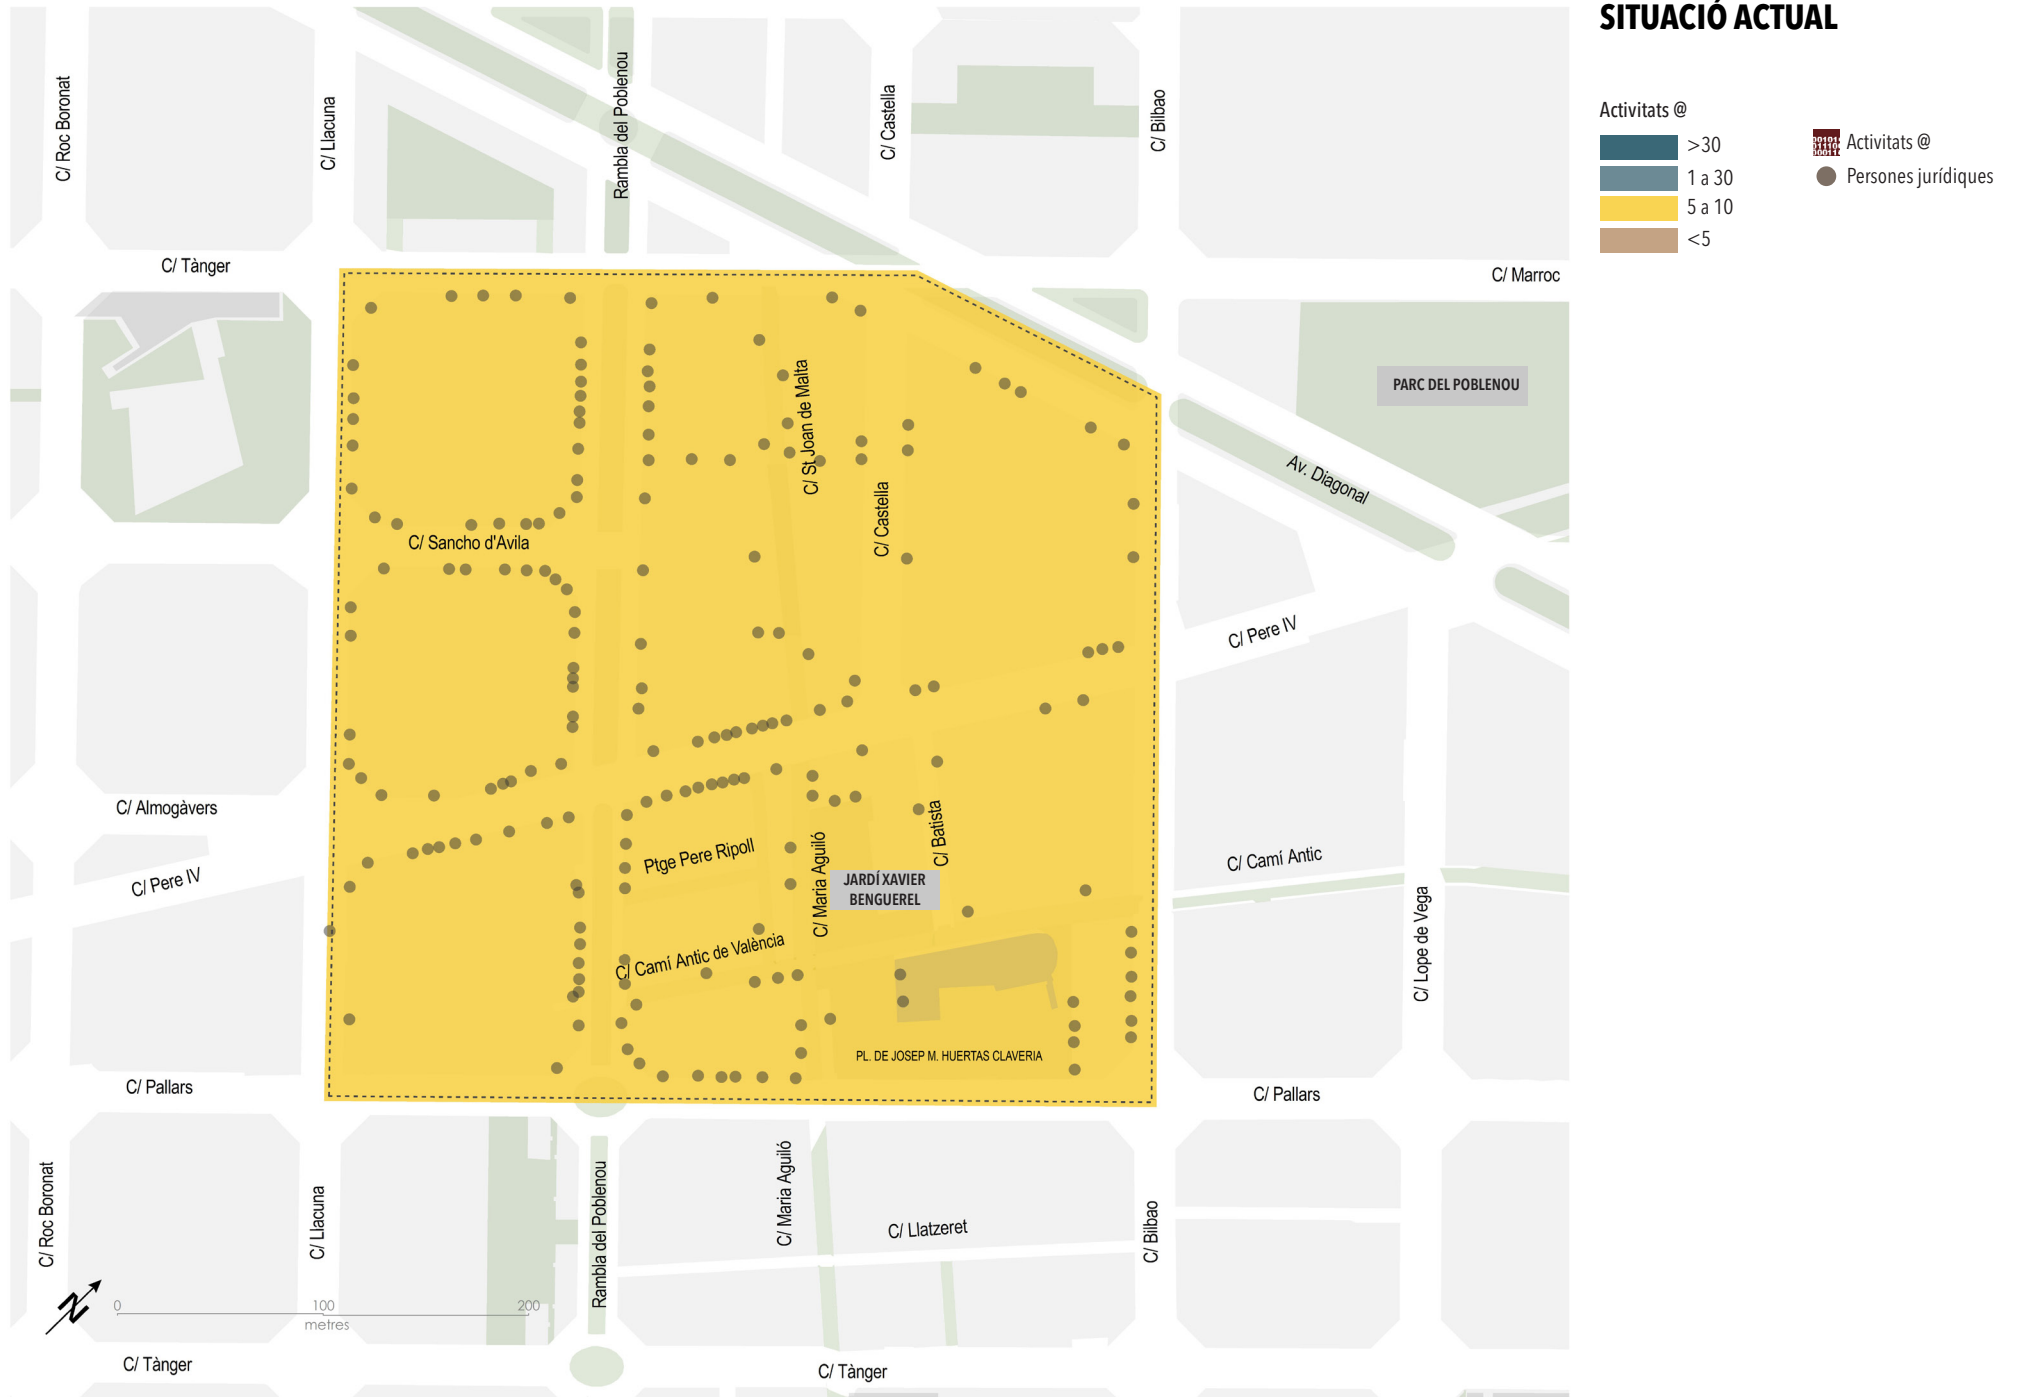 SITUACIÓ ACTUAL
Activitats @
>30
1 a 30
5 a 10
<5
Activitats @
Persones jurídiques
C/ Roc Boronat
C/ Llacuna
Rambla del Poblenou
C/ Castella
C/ Bilbao
C/ Tànger
C/ Marroc
PARC DEL POBLENOU
C/ St Joan de Malta
Av. Diagonal
C/ Castella
C/ Sancho d'Avila
C/ Pere IV
C/ Almogàvers
C/ Batista
Ptge Pere Ripoll
C/ Maria Aguiló
C/ Camí Antic
C/ Pere IV
JARDÍ XAVIER
BENGUEREL
C/ Camí Antic de València
C/ Lope de Vega
PL. DE JOSEP M. HUERTAS CLAVERIA
C/ Pallars
C/ Pallars
C/ Roc Boronat
C/ Llacuna
Rambla del Poblenou
C/ Maria Aguiló
C/ Llatzeret
C/ Bilbao
N
0
100
200
metres
C/ Tànger
C/ Tànger